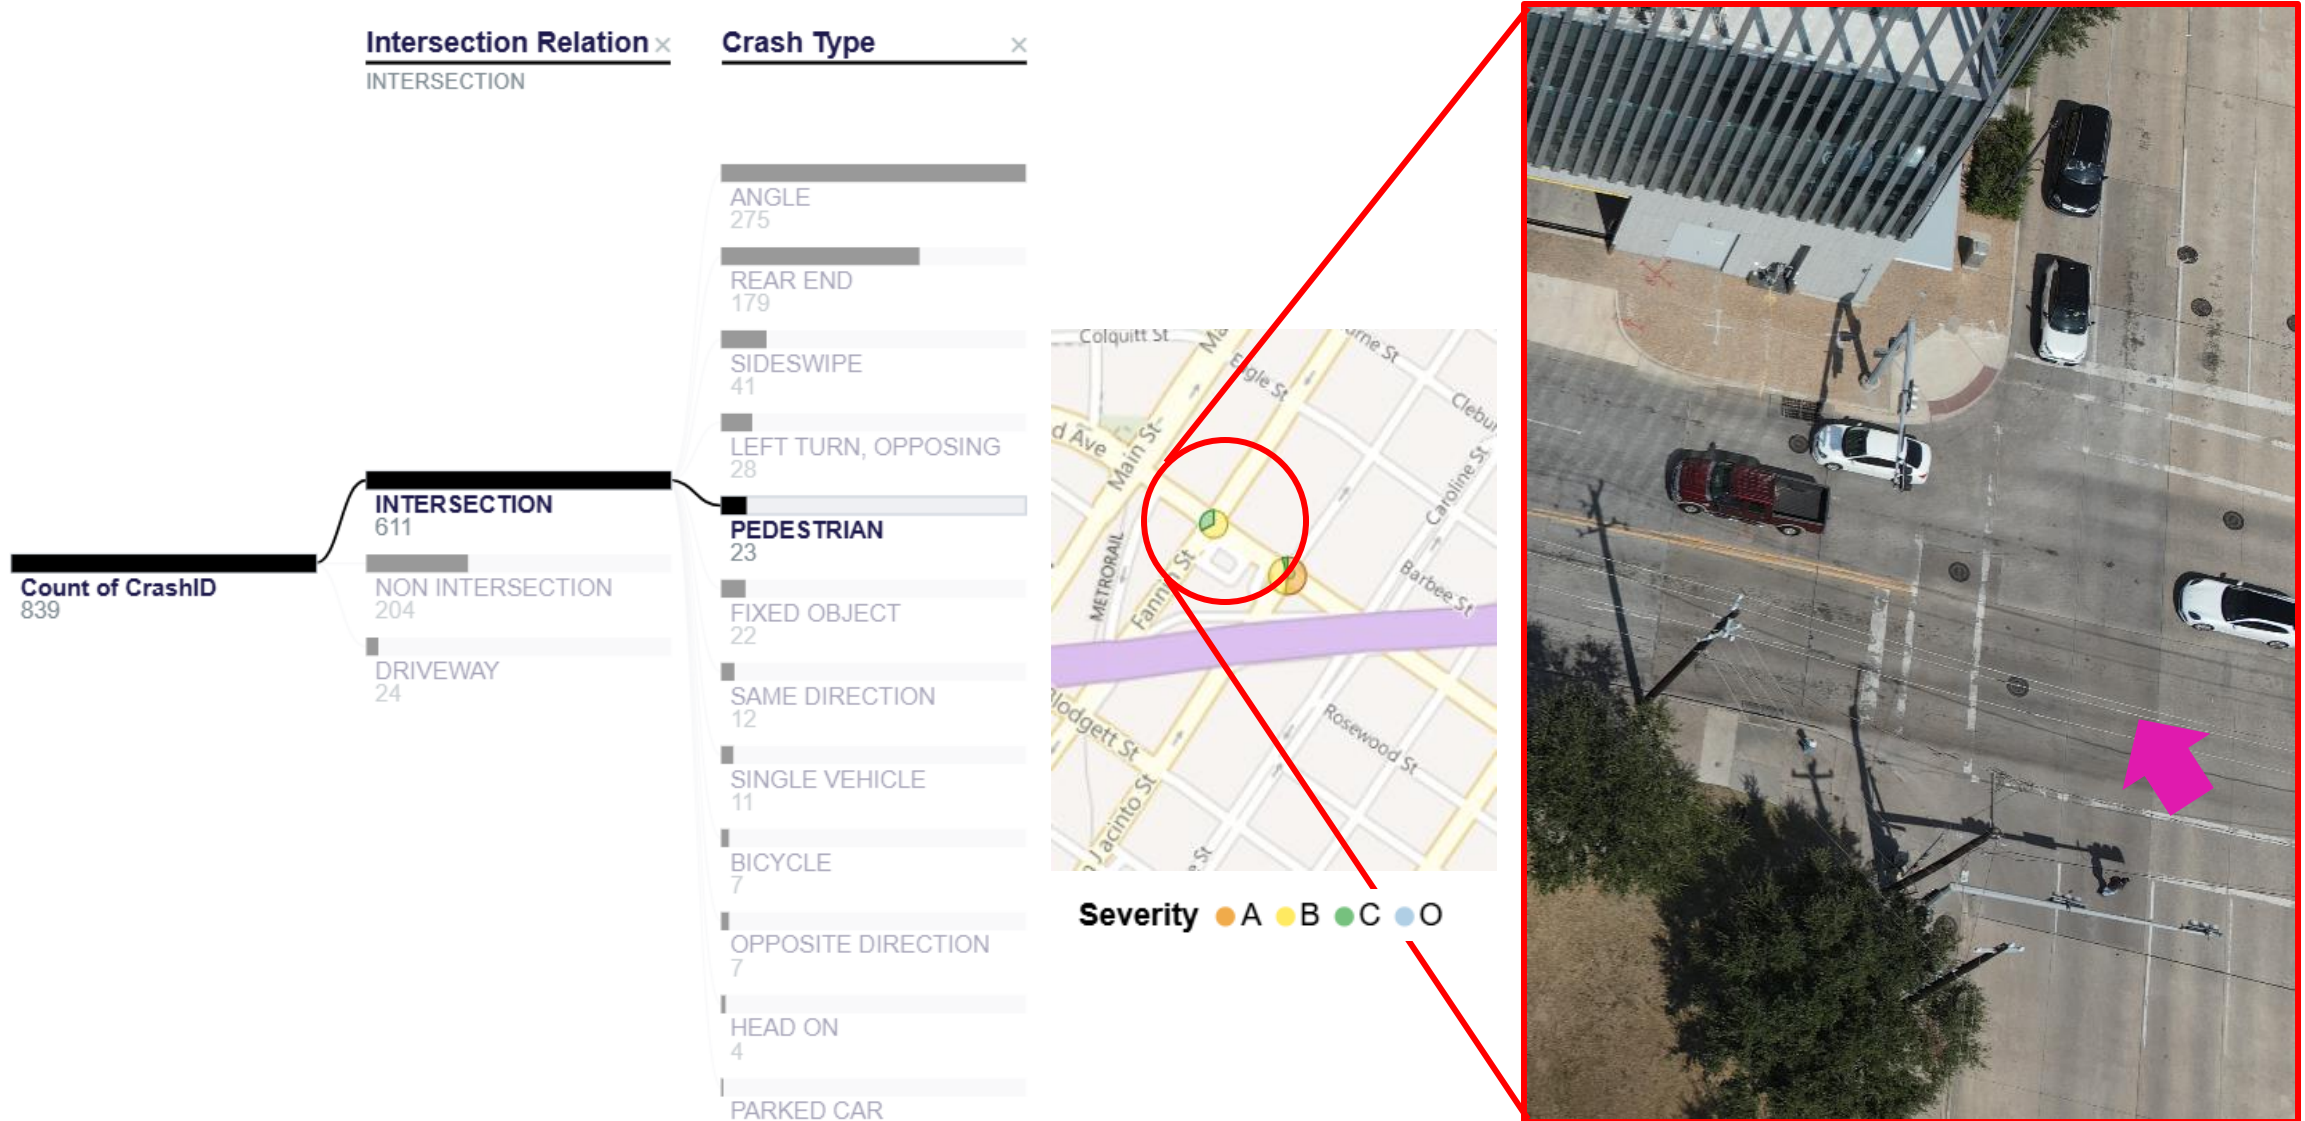 Intersection Relation ×
INTERSECTION
Crash Type ×
ANGLE
275
REAR END
179
SIDESWIPE
41
LEFT TURN, OPPOSING
28
INTERSECTION
611
PEDESTRIAN
23
Count of CrashID
839
NON INTERSECTION
204
FIXED OBJECT
22
DRIVEWAY
24
SAME DIRECTION
12
SINGLE VEHICLE
11
BICYCLE
7
OPPOSITE DIRECTION
7
HEAD ON
4
PARKED CAR
Colquitt St
Eagle St
d Ave
Main St
Caroline St
METRORAIL
Fannin St
Barbee St
Rosewood St
Blodgett St
Jacinto St
Severity A B C O